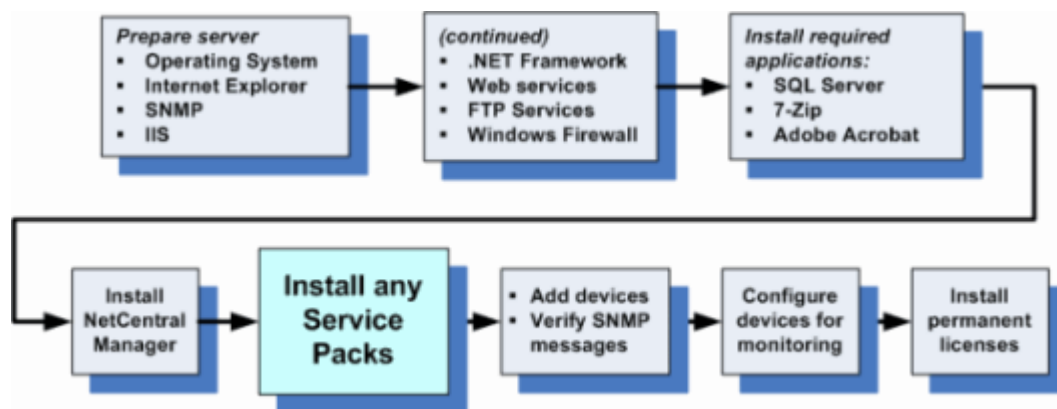 Prepare server
▪ Operating System
▪ Internet Explorer
▪ SNMP
▪ IIS
(continued)
▪ .NET Framework
▪ Web services
▪ FTP Services
▪ Windows Firewall
Install required
applications:
▪ SQL Server
▪ 7-Zip
▪ Adobe Acrobat
Install
NetCentral
Manager
Install any
Service
Packs
▪ Add devices
▪ Verify SNMP
messages
Configure
devices for
monitoring
Install
permanent
licenses